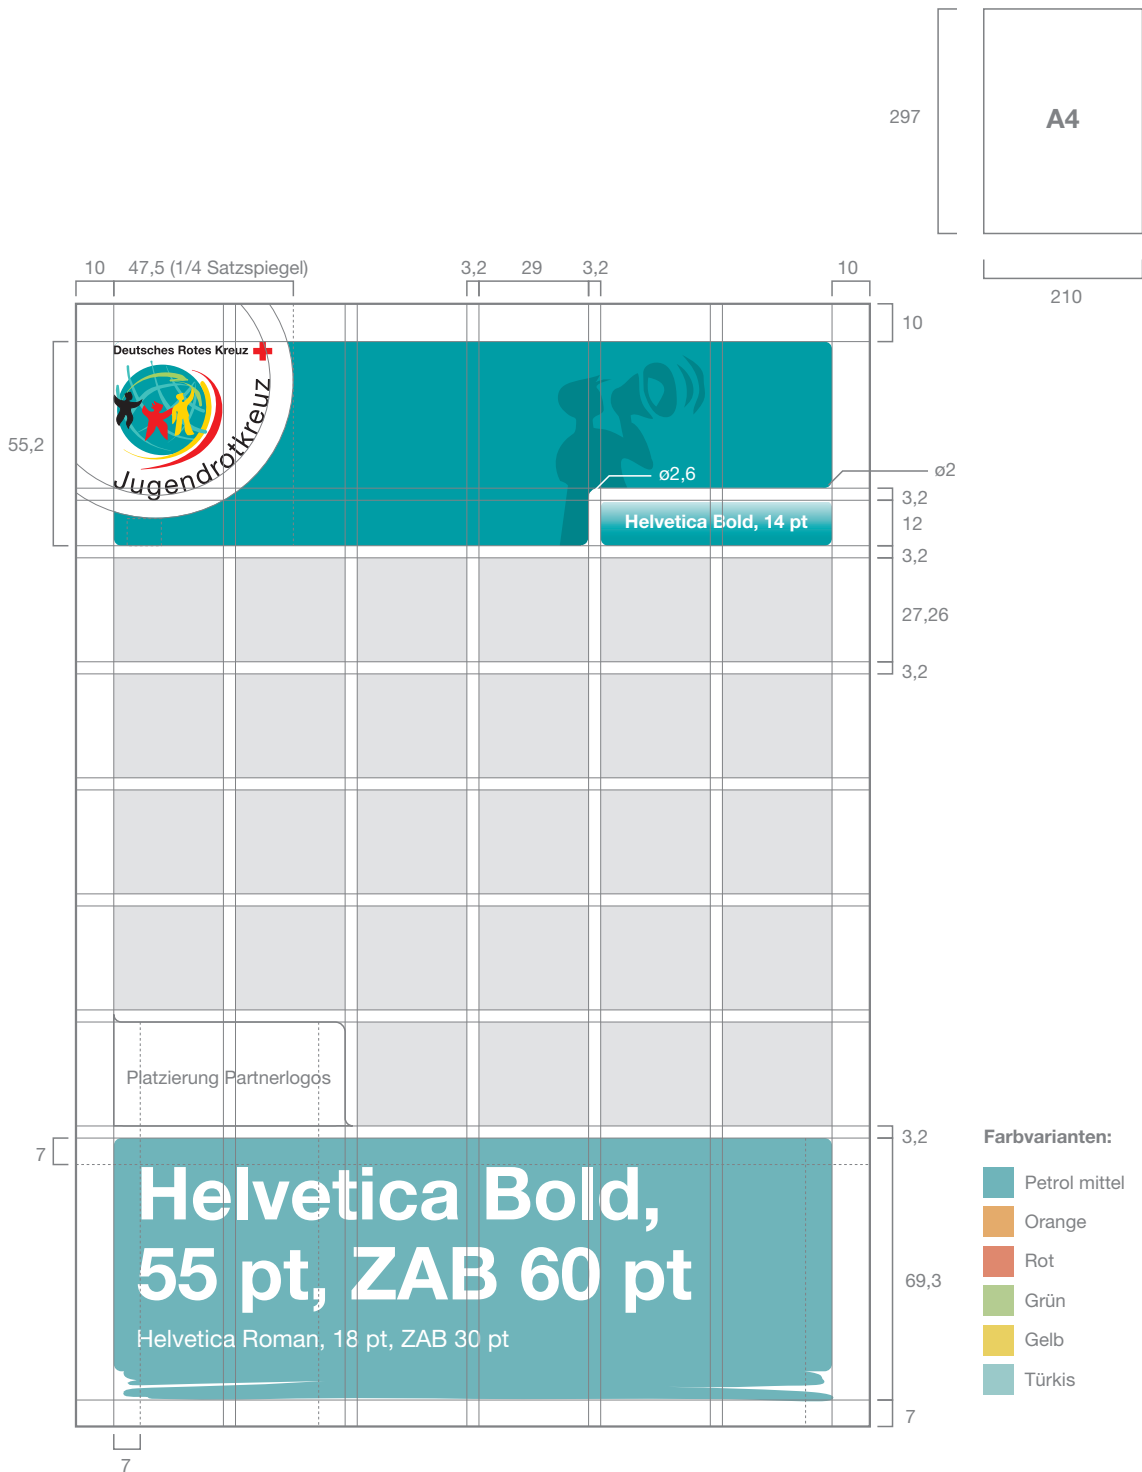 297
A4
210
10
47,5 (1/4 Satzspiegel)
3,2
29
3,2
10
10
Deutsches Rotes Kreuz
Jugendrotkreuz
55,2
ø2,6
ø2
3,2
Helvetica Bold, 14 pt
12
3,2
27,26
3,2
Platzierung Partnerlogos
3,2
7
Helvetica Bold,
55 pt, ZAB 60 pt
Helvetica Roman, 18 pt, ZAB 30 pt
69,3
7
7
Farbvarianten:
Petrol mittel
Orange
Rot
Grün
Gelb
Türkis